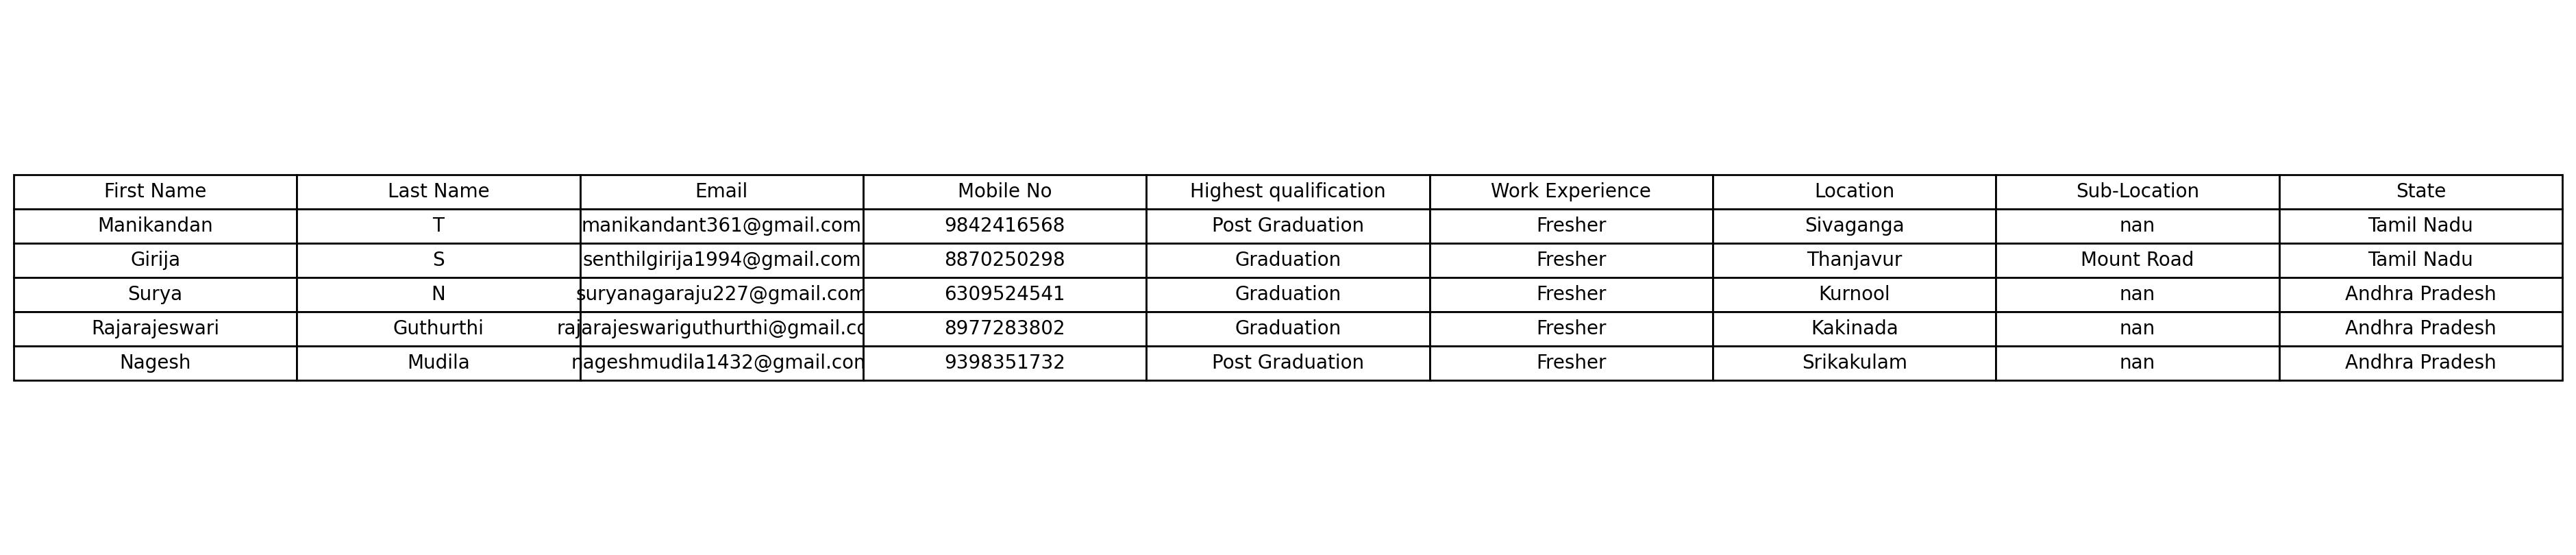 First Name Last Name Email Mobile No Highest qualification Work Experience Location Sub-Location State
Manikandan T manikandant361@gmail.com 9842416568 Post Graduation Fresher Sivaganga nan Tamil Nadu
Girija S senthilgirija1994@gmail.com 8870250298 Graduation Fresher Thanjavur Mount Road Tamil Nadu
Surya N suryanagaraju227@gmail.com 6309524541 Graduation Fresher Kurnool nan Andhra Pradesh
Rajarajeswari Guthurthi rajarajeswariguthurthi@gmail.co 8977283802 Graduation Fresher Kakinada nan Andhra Pradesh
Nagesh Mudila nageshmudila1432@gmail.com 9398351732 Post Graduation Fresher Srikakulam nan Andhra Pradesh